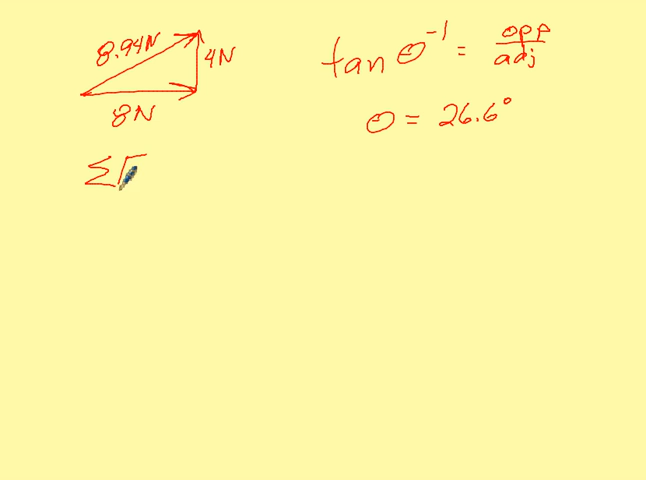 8.94N
4N
8N
tan Θ⁻¹ = opp/adj
Θ = 26.6°
ΣF